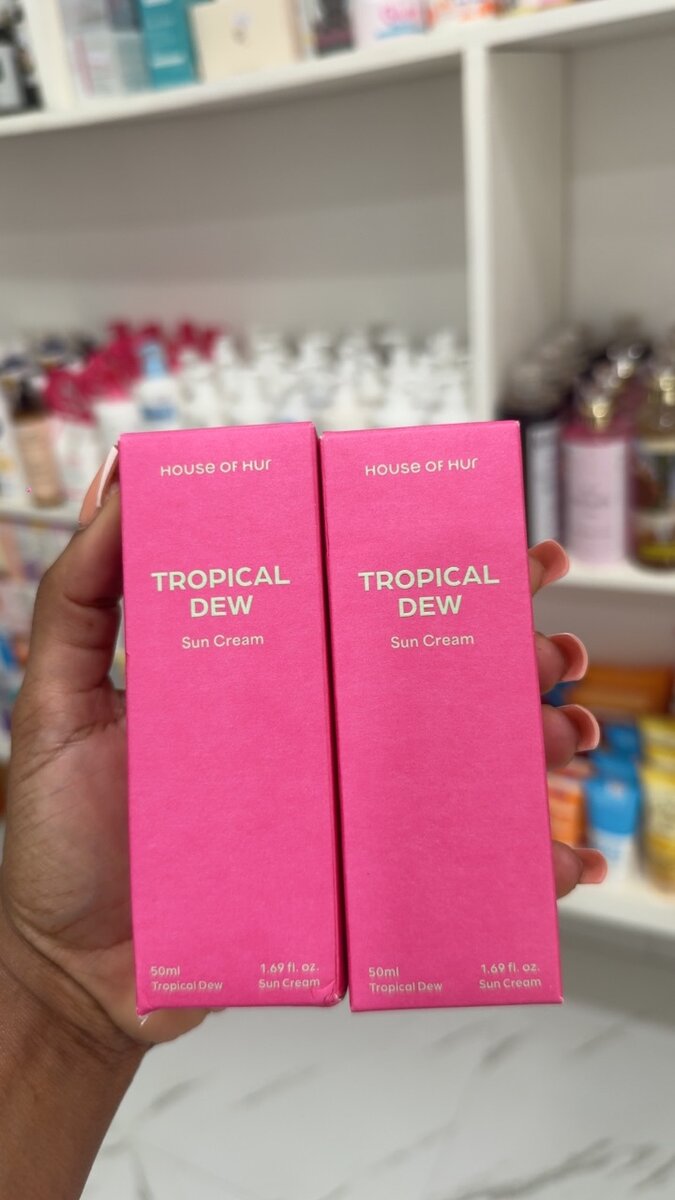 HOUSE OF HUR
TROPICAL
DEW
Sun Cream
50ml 1.69 fl. oz.
Tropical Dew Sun Cream
HOUSE OF HUR
TROPICAL
DEW
Sun Cream
50ml 1.69 fl. oz.
Tropical Dew Sun Cream